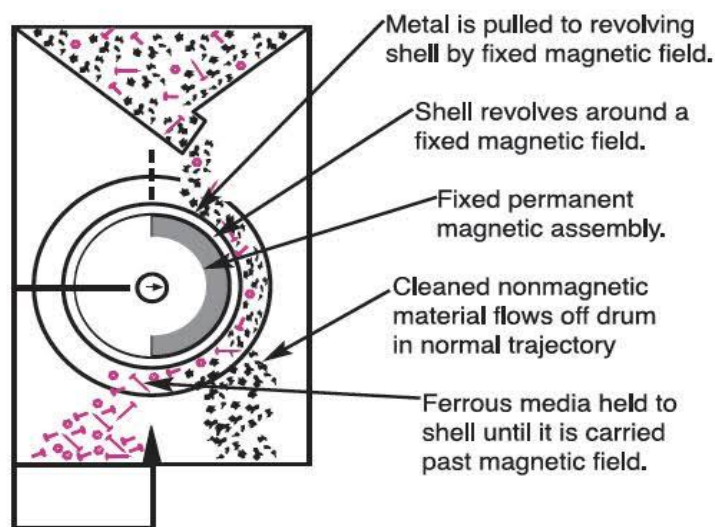 Metal is pulled to revolving
shell by fixed magnetic field.
Shell revolves around a
fixed magnetic field.
Fixed permanent
magnetic assembly.
Cleaned nonmagnetic
material flows off drum
in normal trajectory
Ferrous media held to
shell until it is carried
past magnetic field.